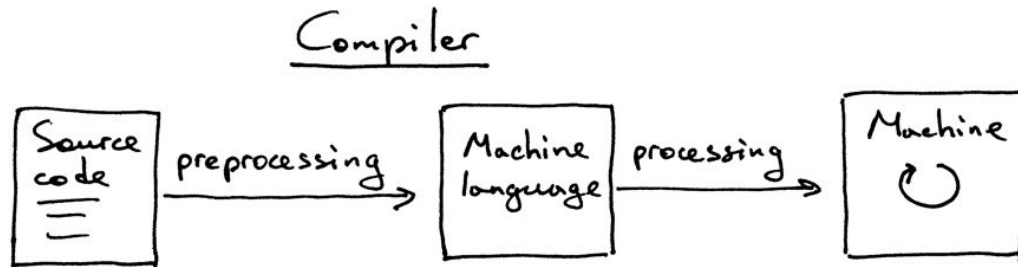 Compiler
Source
code
preprocessing
Machine
language
processing
Machine